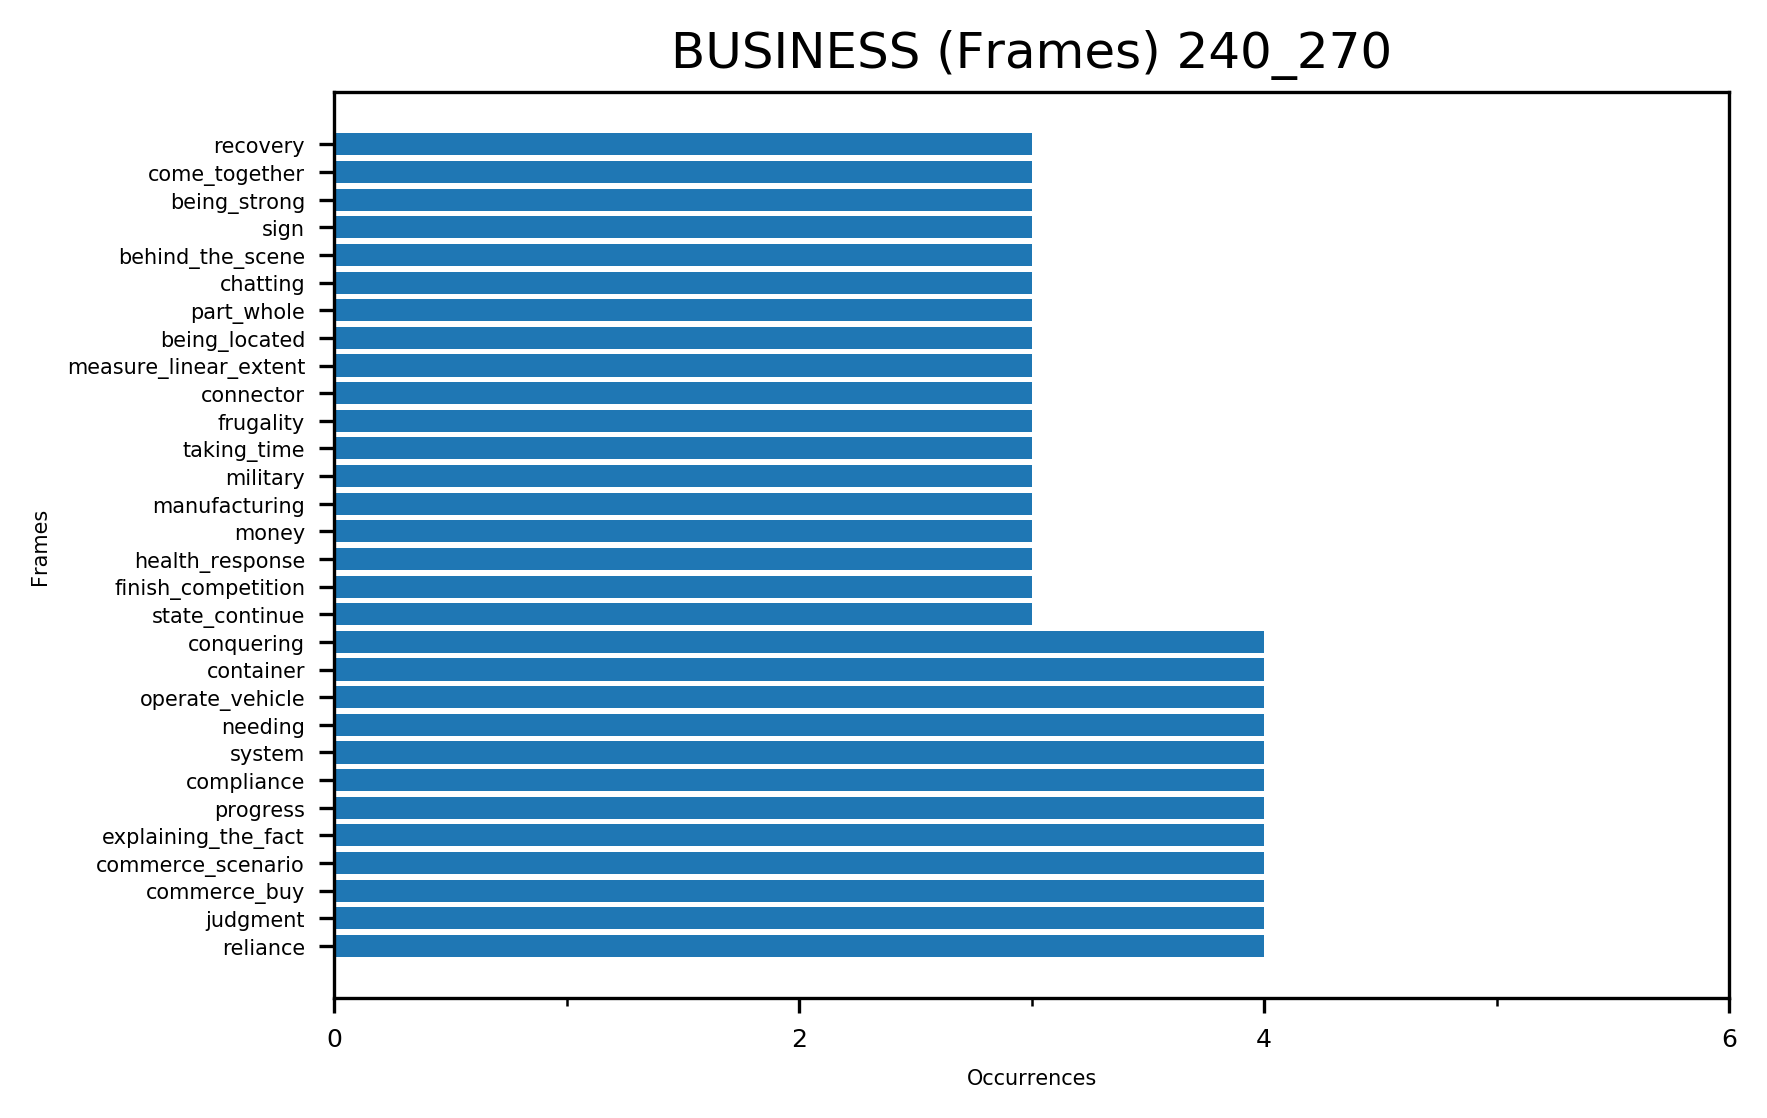 BUSINESS (Frames) 240_270
recovery
come_together
being_strong
sign
behind_the_scene
chatting
part_whole
being_located
measure_linear_extent
connector
frugality
taking_time
military
manufacturing
money
health_response
finish_competition
state_continue
conquering
container
operate_vehicle
needing
system
compliance
progress
explaining_the_fact
commerce_scenario
commerce_buy
judgment
reliance
Frames
0 2 4 6
Occurrences